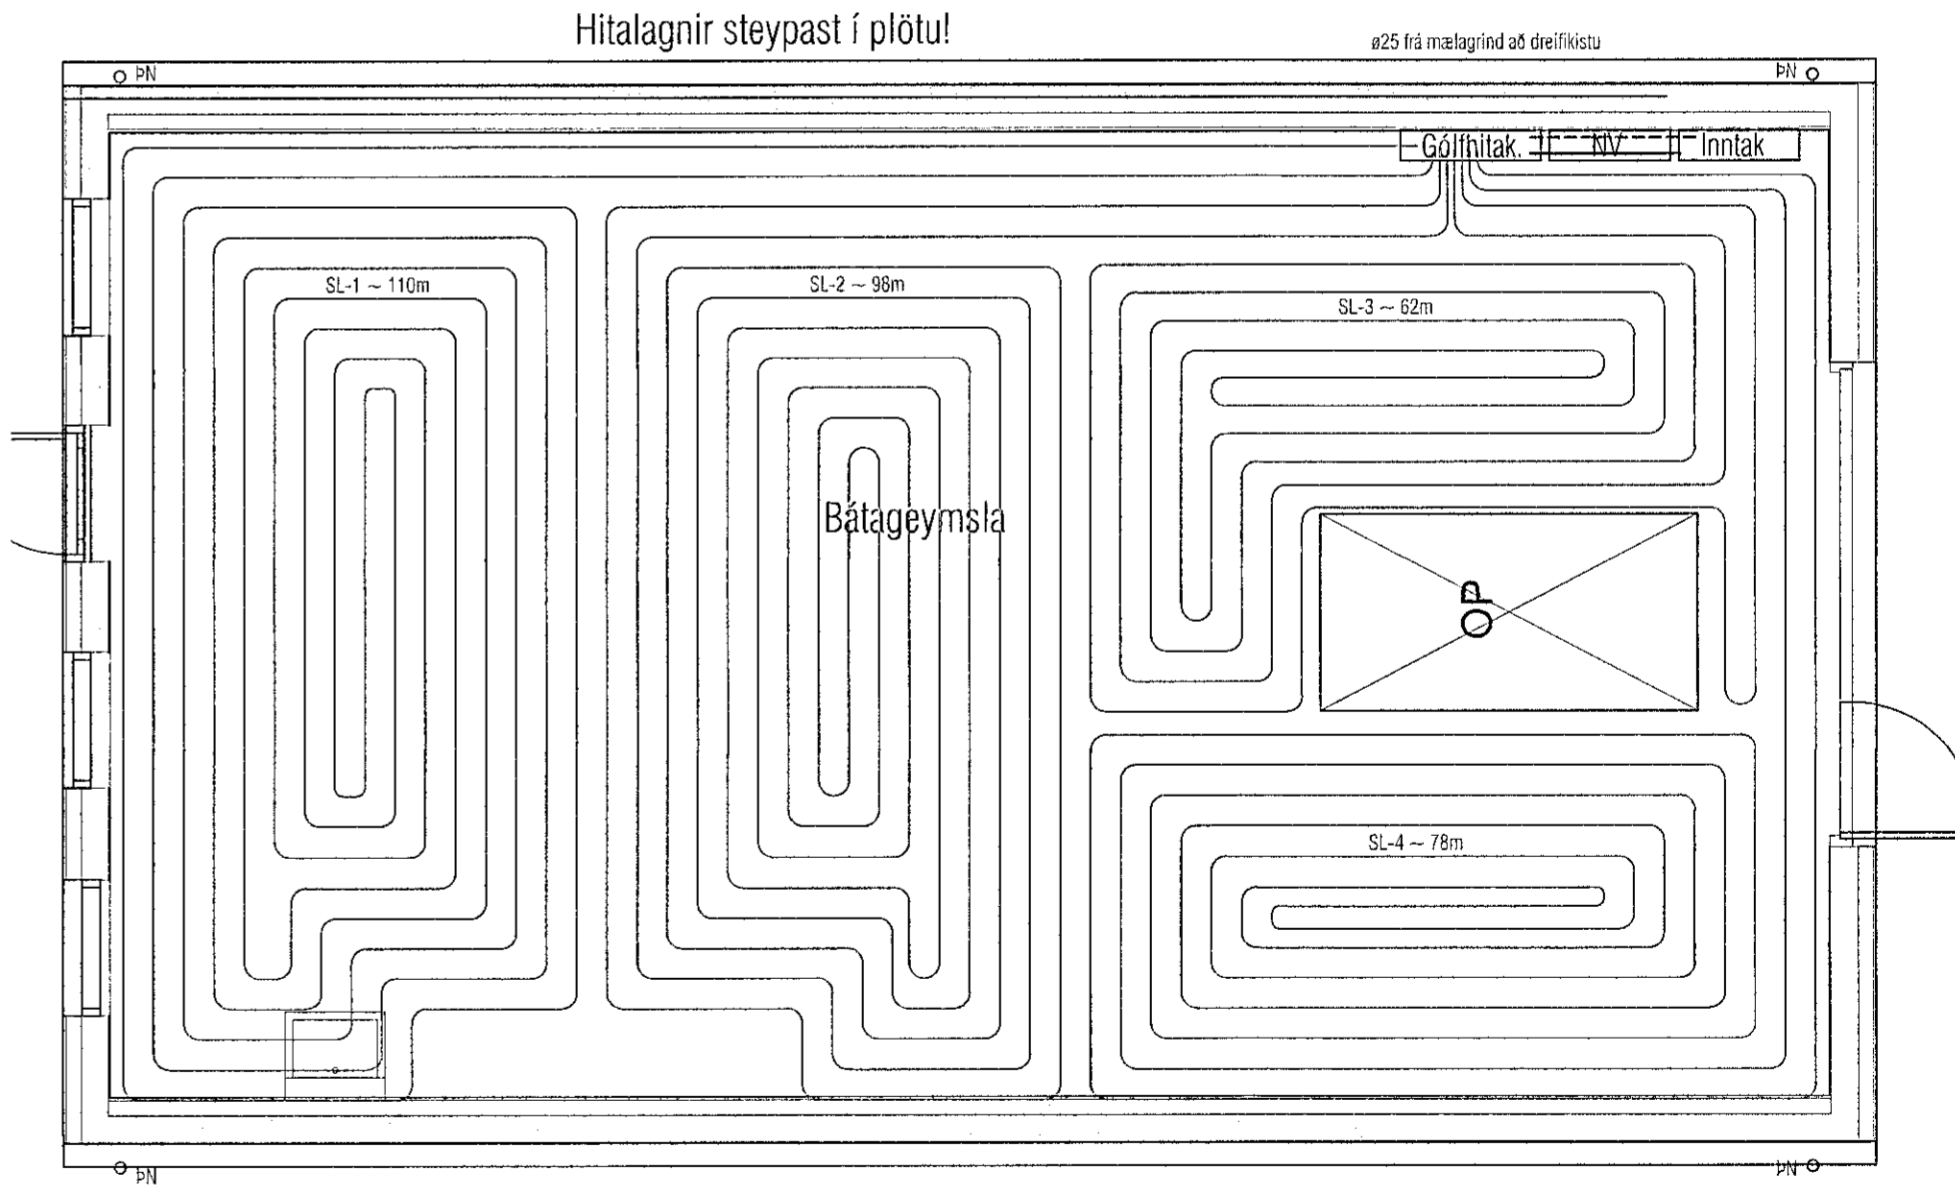 Hitalagnir steypast í plötu!
ø25 frá mælagrind að dreifikistu
ÞN
ÞN
Gólfhitak.
NV
Inntak
SL-1 ~ 110m
SL-2 ~ 98m
SL-3 ~ 62m
Bátageymsla
OP
SL-4 ~ 78m
ÞN
ÞN